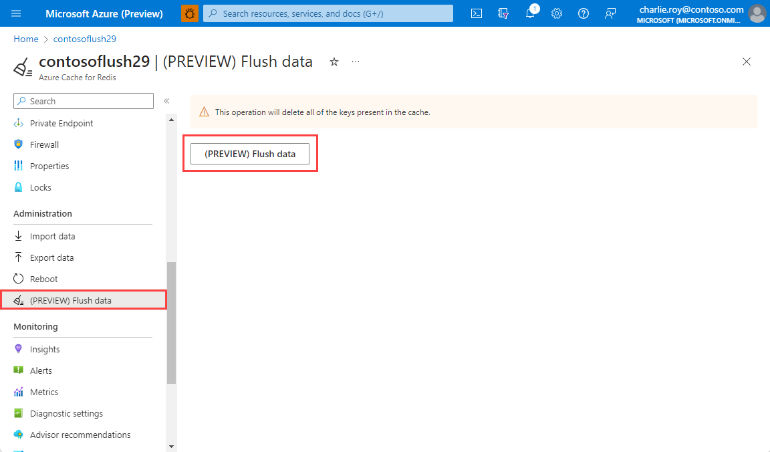 Microsoft Azure (Preview)
Search resources, services, and docs (G+/)
1
charlie.roy@contoso.com
MICROSOFT (MICROSOFT.ONMI...
Home > contosoflush29
contosoflush29 | (PREVIEW) Flush data
Azure Cache for Redis
Search
Private Endpoint
Firewall
Properties
Locks
Administration
Import data
Export data
Reboot
(PREVIEW) Flush data
Monitoring
Insights
Alerts
Metrics
Diagnostic settings
Advisor recommendations
This operation will delete all of the keys present in the cache.
(PREVIEW) Flush data